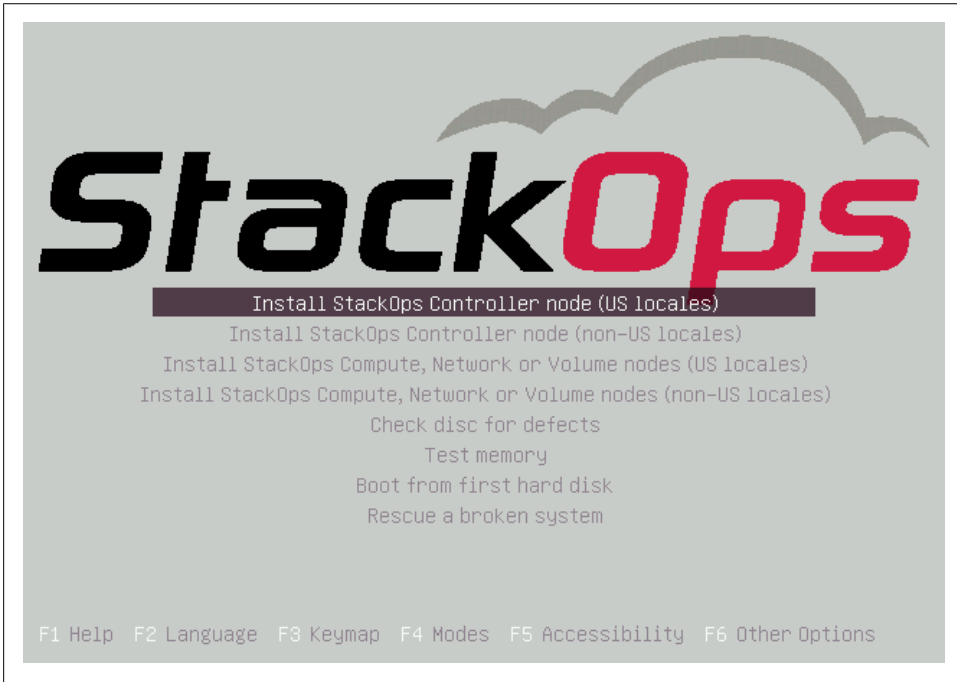 StackOps
Install StackOps Controller node (US locales)
Install StackOps Controller node (non-US locales)
Install StackOps Compute, Network or Volume nodes (US locales)
Install StackOps Compute, Network or Volume nodes (non-US locales)
Check disc for defects
Test memory
Boot from first hard disk
Rescue a broken system
F1 Help F2 Language F3 Keymap F4 Modes F5 Accessibility F6 Other Options